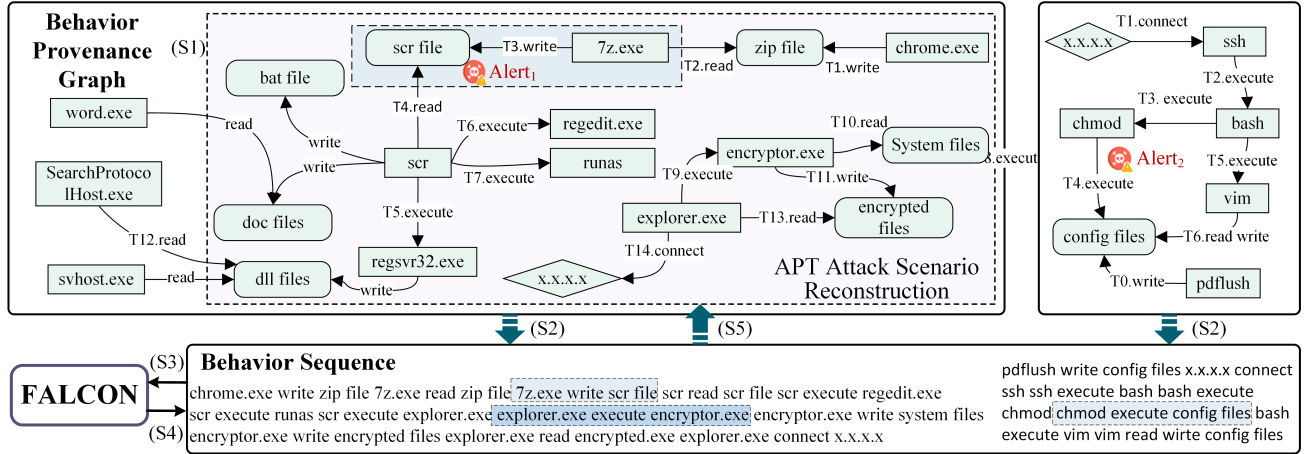 Behavior
Provenance
Graph
(S1)
scr file
T3.write
7z.exe
zip file
chrome.exe
T2.read
T1.write
Alert1
bat file
T4.read
word.exe
read
write
T6.execute
regedit.exe
T10.read
encryptor.exe
System files
8.execut
write
scr
runas
T7.execute
T9.execute
T11.write
SearchProtoco
lHost.exe
T5.execute
doc files
explorer.exe
T13.read
encrypted
files
T12.read
T14.connect
regsvr32.exe
svhost.exe
read
dll files
write
x.x.x.x
APT Attack Scenario
Reconstruction
T1.connect
x.x.x.x
ssh
T2.execute
T3. execute
chmod
bash
Alert2
T5.execute
T4.execute
vim
config files
T6.read write
T0.write
pdflush
(S2)
(S5)
(S2)
(S3)
FALCON
(S4)
Behavior Sequence
chrome.exe write zip file 7z.exe read zip file 7z.exe write scr file scr read scr file scr execute regedit.exe
scr execute runas scr execute explorer.exe explorer.exe execute encryptor.exe encryptor.exe write system files
encryptor.exe write encrypted files explorer.exe read encrypted.exe explorer.exe connect x.x.x.x
pdflush write config files x.x.x.x connect
ssh ssh execute bash bash execute
chmod chmod execute config files bash
execute vim vim read wirte config files